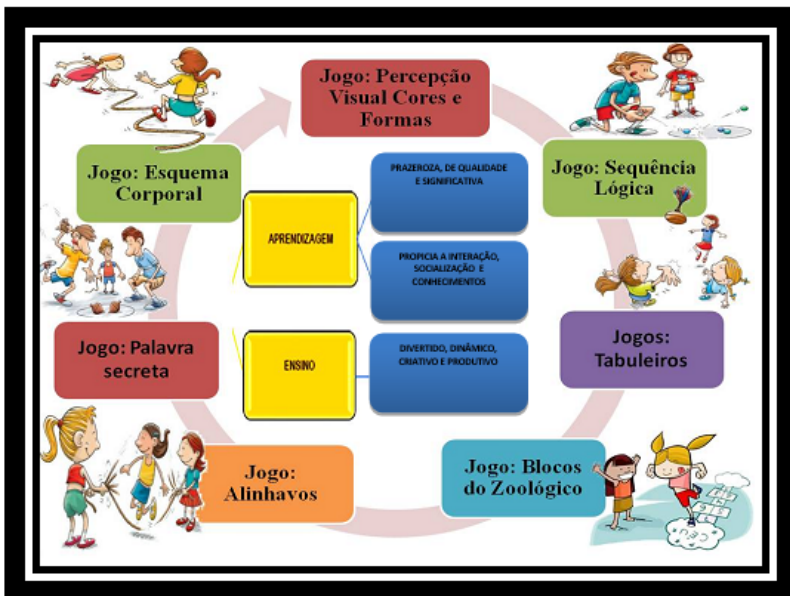 Jogo: Percepção
Visual Cores e
Formas
Jogo: Sequência
Lógica
Jogos:
Tabuleiros
Jogo: Blocos
do Zoológico
Jogo:
Alinhavos
Jogo: Palavra
secreta
Jogo: Esquema
Corporal
APRENDIZAGEM
PRAZEROZA, DE QUALIDADE
E SIGNIFICATIVA
PROPICIA A INTERAÇÃO,
SOCIALIZAÇÃO E
CONHECIMENTOS
ENSINO
DIVERTIDO, DINÂMICO,
CRIATIVO E PRODUTIVO